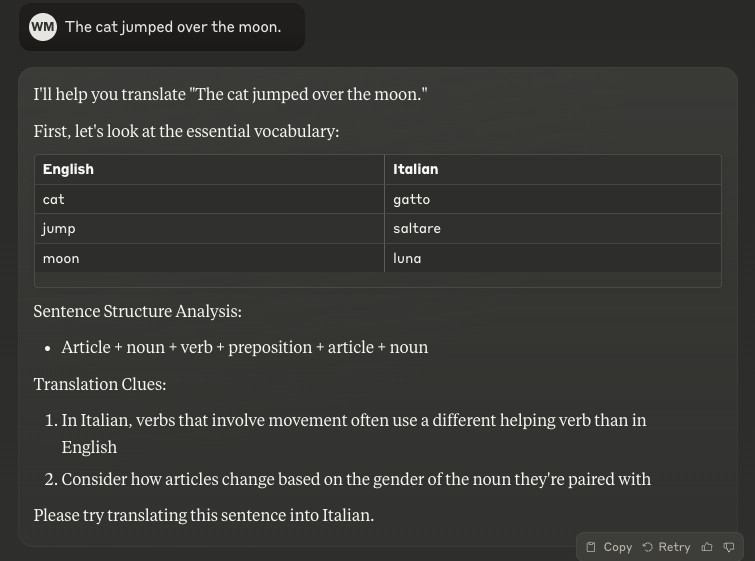 WM The cat jumped over the moon.
I'll help you translate "The cat jumped over the moon."
First, let's look at the essential vocabulary:
English Italian
cat gatto
jump saltare
moon luna
Sentence Structure Analysis:
• Article + noun + verb + preposition + article + noun
Translation Clues:
1. In Italian, verbs that involve movement often use a different helping verb than in
English
2. Consider how articles change based on the gender of the noun they're paired with
Please try translating this sentence into Italian.
Copy Retry